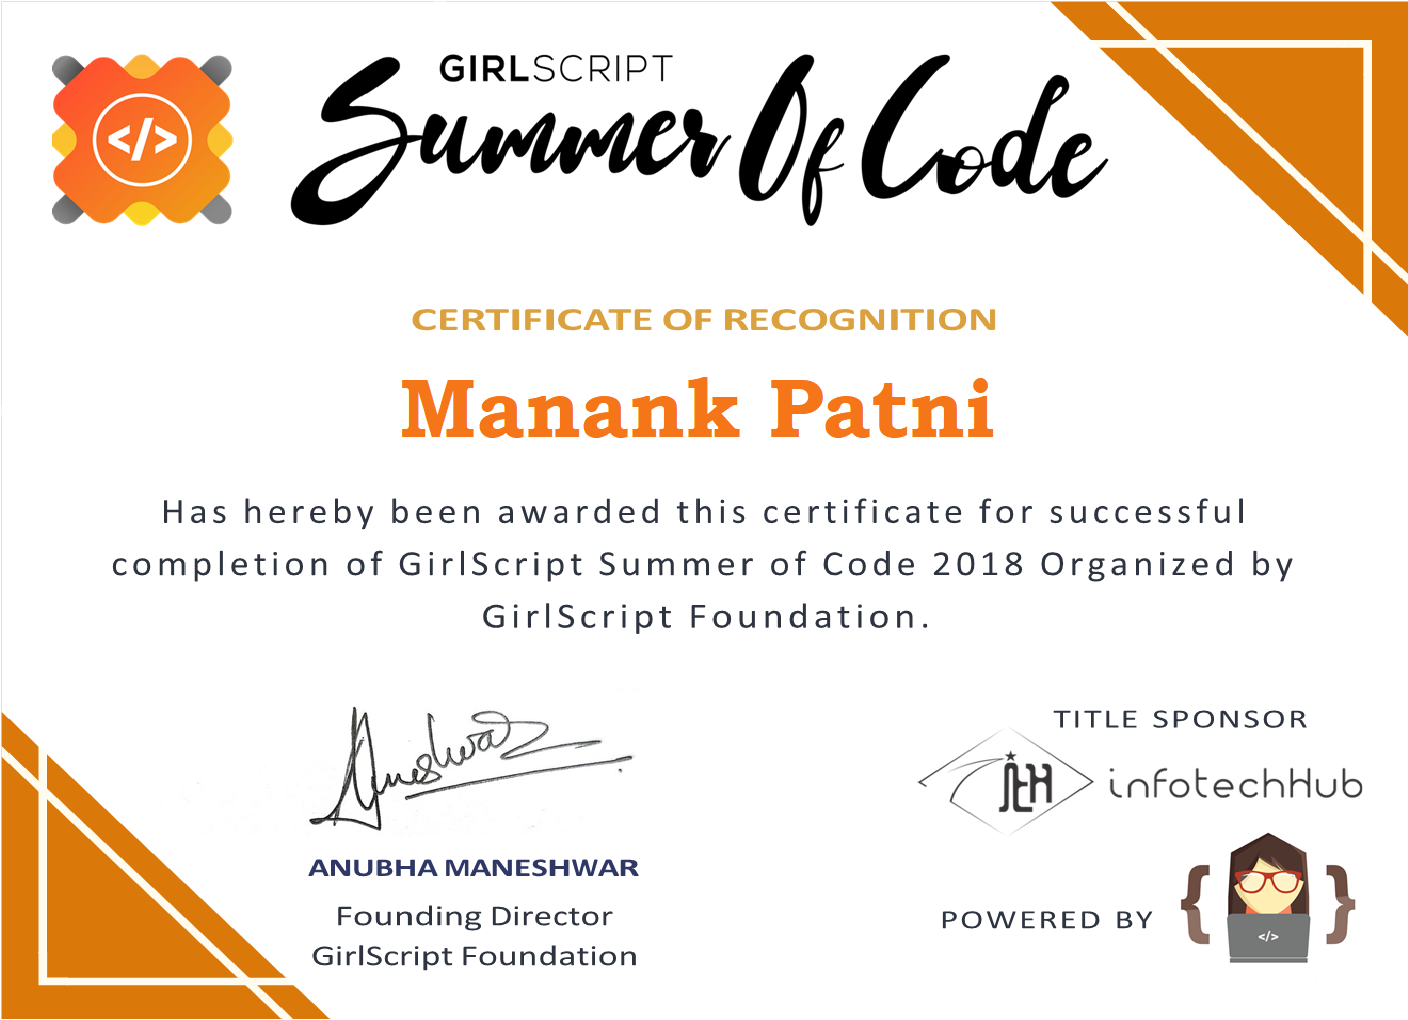 GIRLSCRIPT
Summer Of Code
</>
CERTIFICATE OF RECOGNITION
Manank Patni
Has hereby been awarded this certificate for successful
completion of GirlScript Summer of Code 2018 Organized by
GirlScript Foundation.
Aneshwar
ANUBHA MANESHWAR
Founding Director
GirlScript Foundation
TITLE SPONSOR
ITH infotechHub
POWERED BY
{ </> }